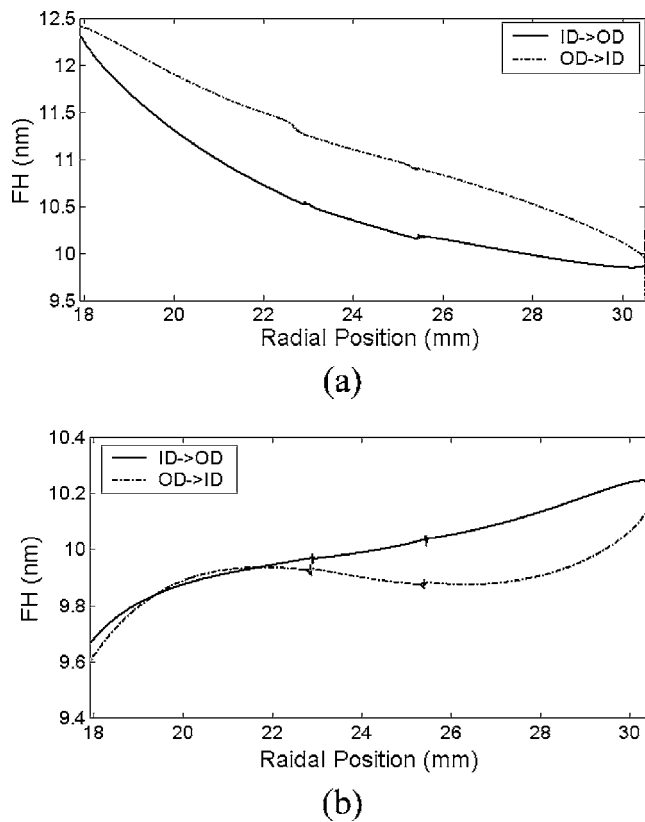 12.5
12
11.5
11
10.5
10
9.5
FH (nm)
ID->OD
OD->ID
18 20 22 24 26 28 30
Radial Position (mm)
(a)
10.4
10.2
10
9.8
9.6
9.4
FH (nm)
ID->OD
OD->ID
18 20 22 24 26 28 30
Raidal Position (mm)
(b)